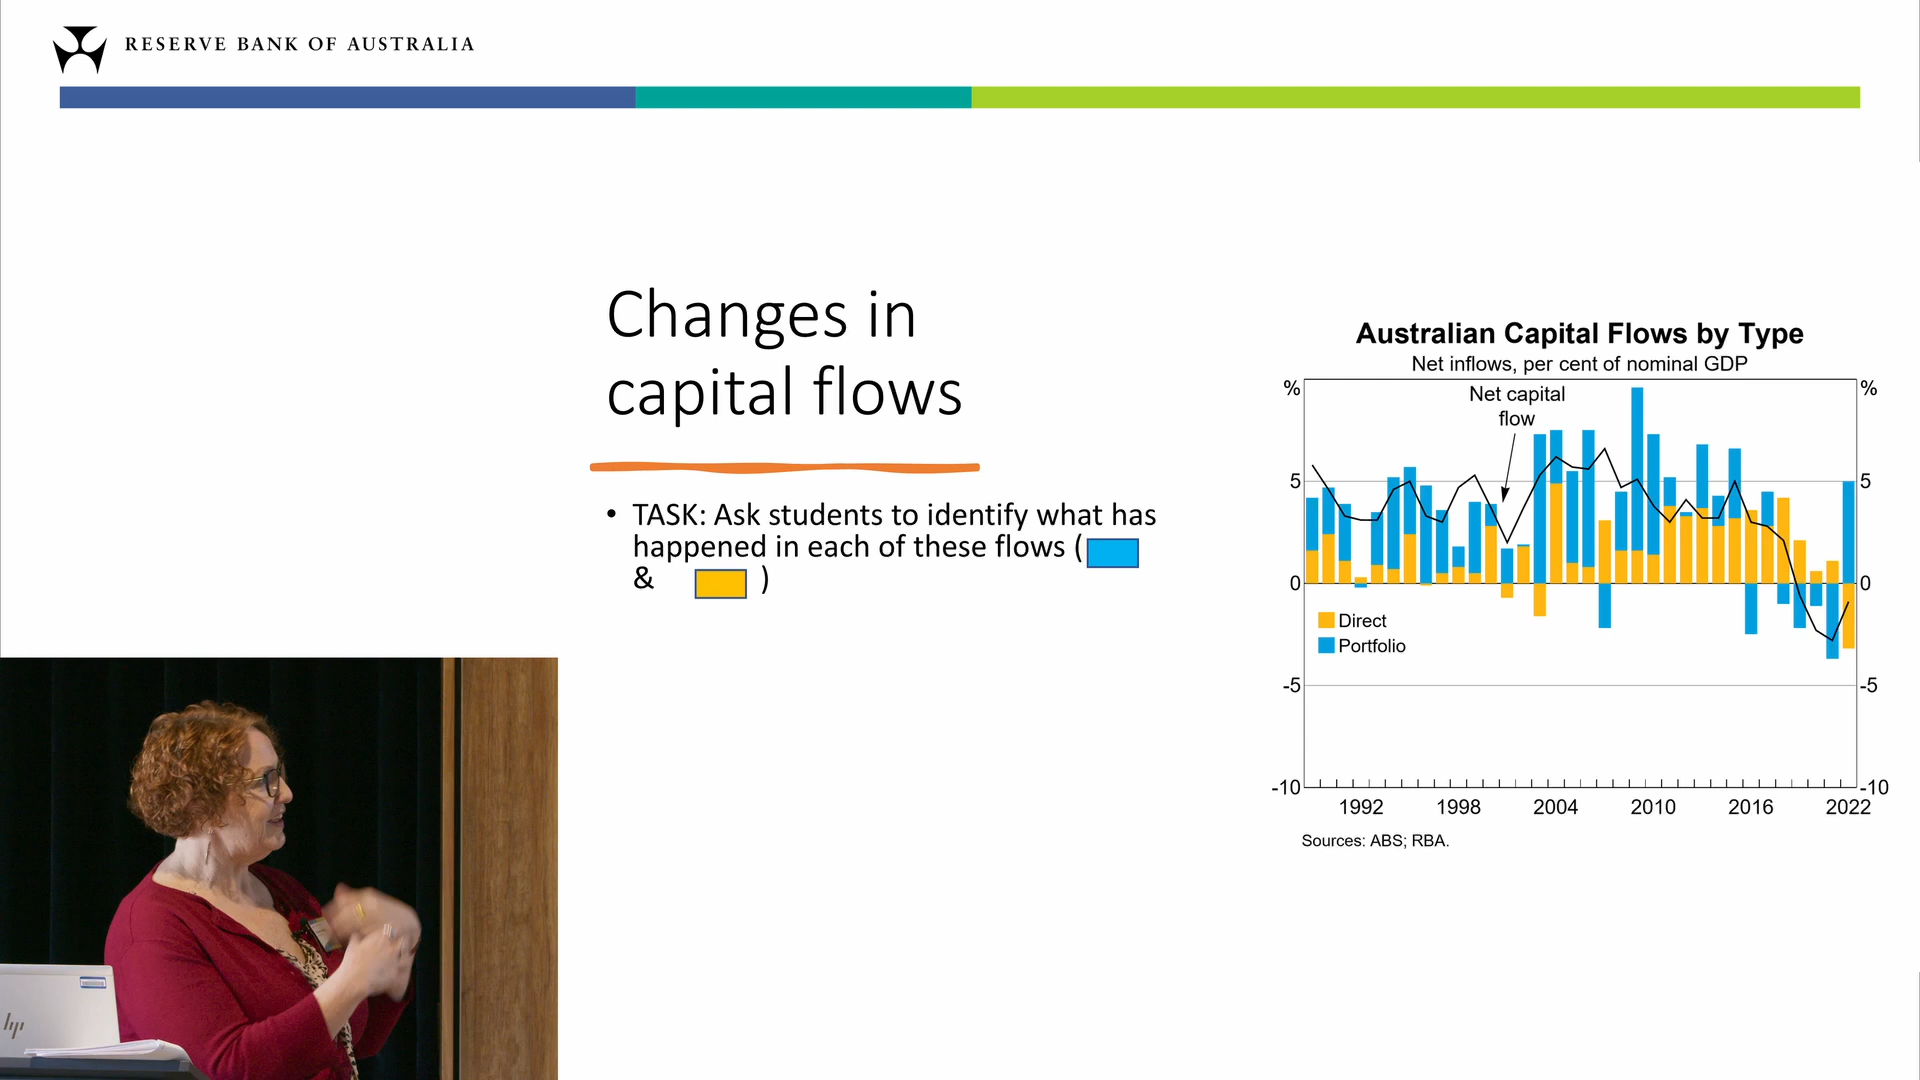 RESERVE BANK OF AUSTRALIA
Changes in
capital flows
• TASK: Ask students to identify what has
happened in each of these flows (
& )
Australian Capital Flows by Type
Net inflows, per cent of nominal GDP
% %
Net capital
flow
5 5
0 0
Direct
Portfolio
-5 -5
-10 -10
1992 1998 2004 2010 2016 2022
Sources: ABS; RBA.
hp